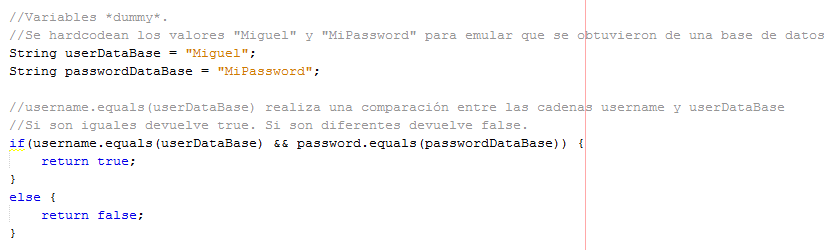 //Variables *dummy*.
//Se hardcodean los valores "Miguel" y "MiPassword" para emular que se obtuvieron de una base de datos
String userDataBase = "Miguel";
String passwordDataBase = "MiPassword";
//username.equals(userDataBase) realiza una comparación entre las cadenas username y userDataBase
//Si son iguales devuelve true. Si son diferentes devuelve false.
if(username.equals(userDataBase) && password.equals(passwordDataBase)) {
    return true;
}
else {
    return false;
}